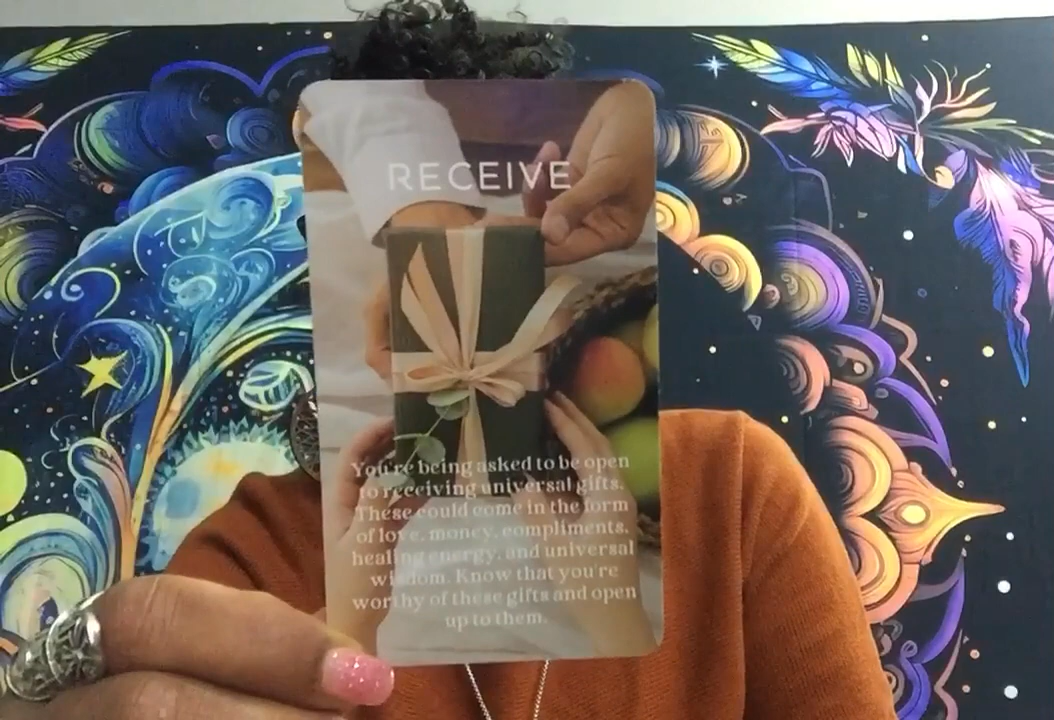 RECEIVE
You're being asked to be open
to receiving universal gifts.
These could come in the form
of love, money, compliments,
healing energy, and universal
wisdom. Know that you're
worthy of these gifts and open
up to them.